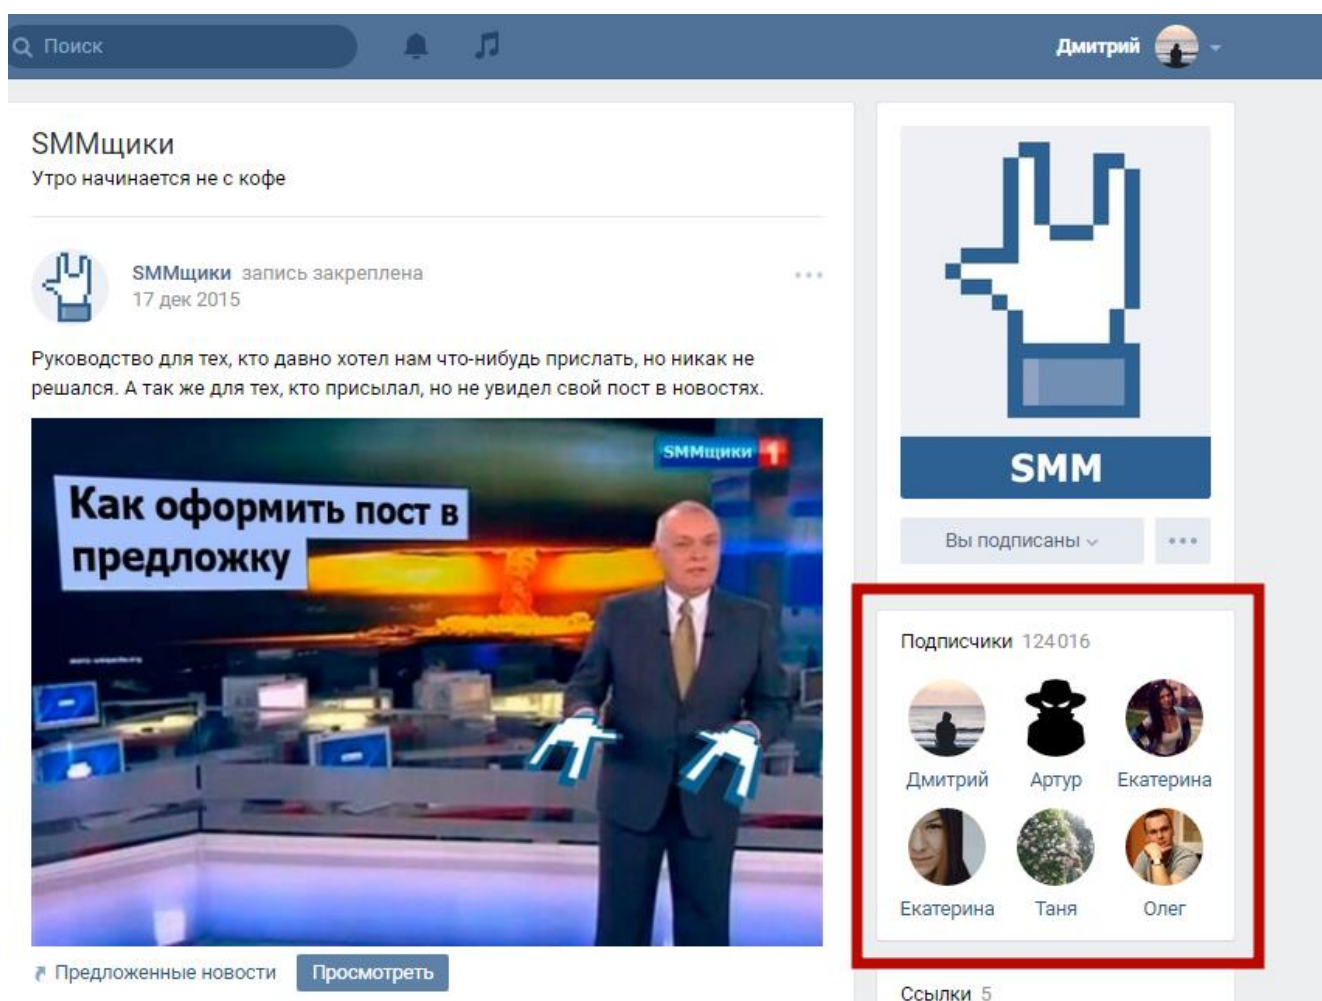 Поиск
Дмитрий
SMMщики
Утро начинается не с кофе
SMMщики запись закреплена
17 дек 2015
Руководство для тех, кто давно хотел нам что-нибудь прислать, но никак не
решался. А так же для тех, кто присылал, но не увидел свой пост в новостях.
SMMщики 1
Как оформить пост в
предложку
Предложенные новости Просмотреть
SMM
Вы подписаны
Подписчики 124 016
Дмитрий Артур Екатерина
Екатерина Таня Олег
Ссылки 5